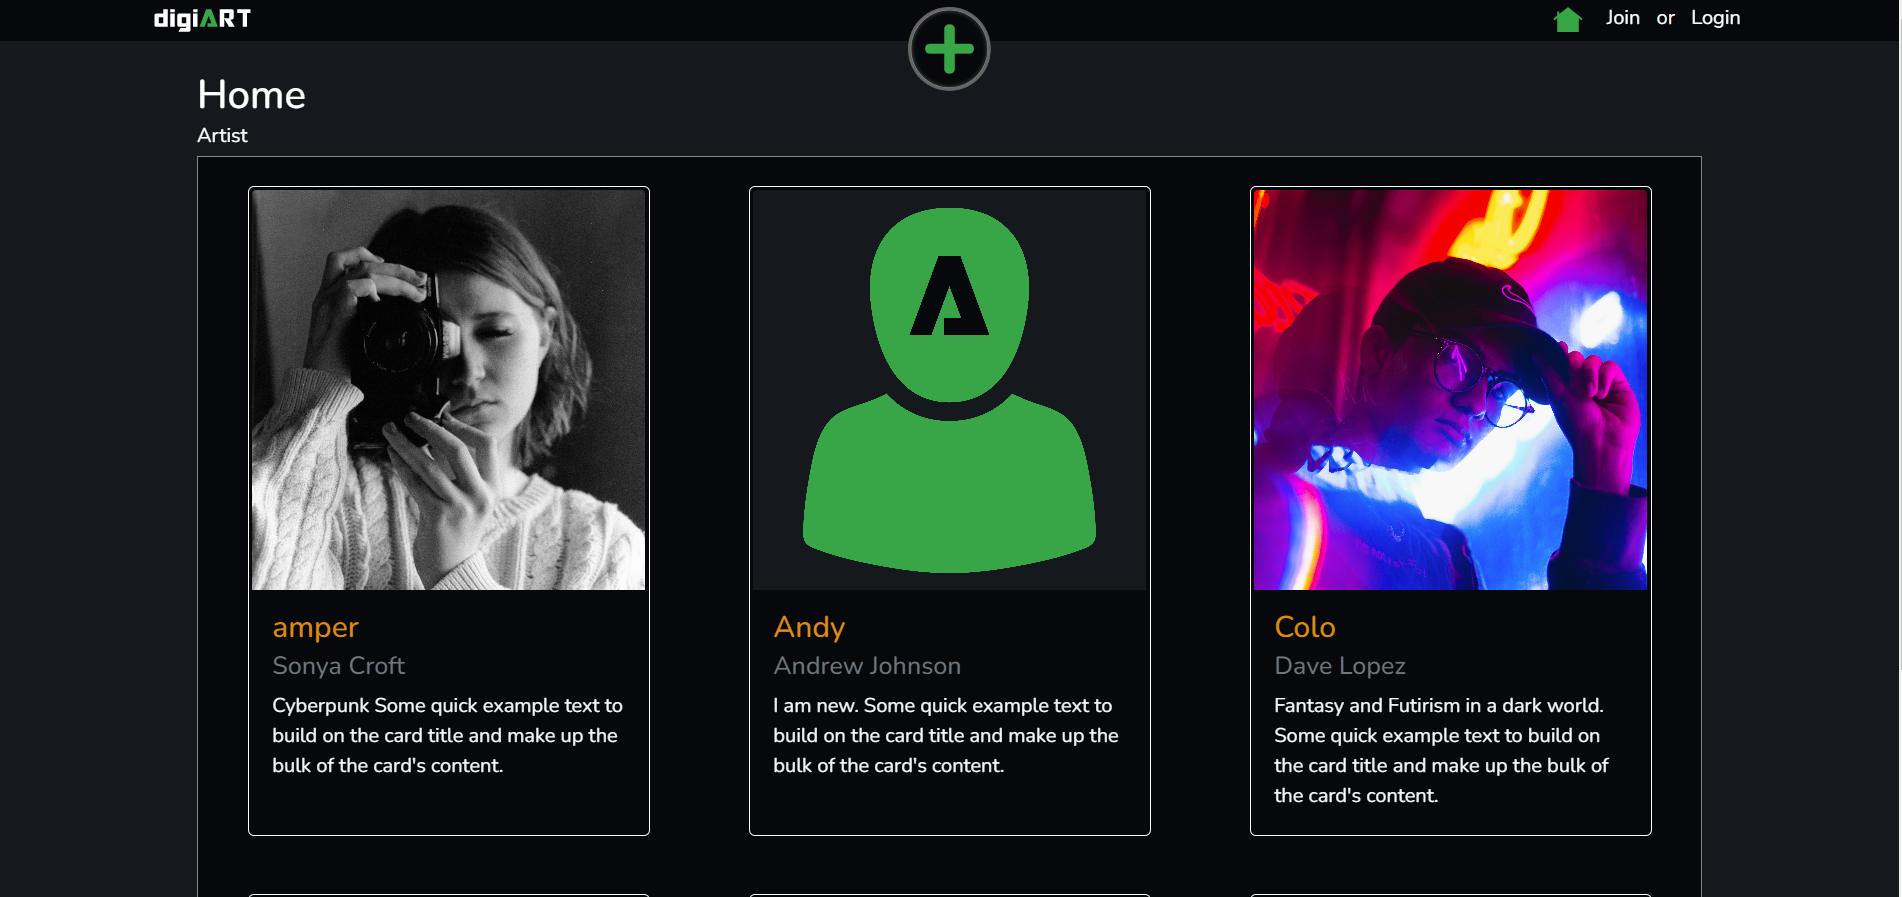 digiART
Join or Login
Home
Artist
A
amper
Sonya Croft
Cyberpunk Some quick example text to
build on the card title and make up the
bulk of the card's content.
Andy
Andrew Johnson
I am new. Some quick example text to
build on the card title and make up the
bulk of the card's content.
Colo
Dave Lopez
Fantasy and Futirism in a dark world.
Some quick example text to build on
the card title and make up the bulk of
the card's content.